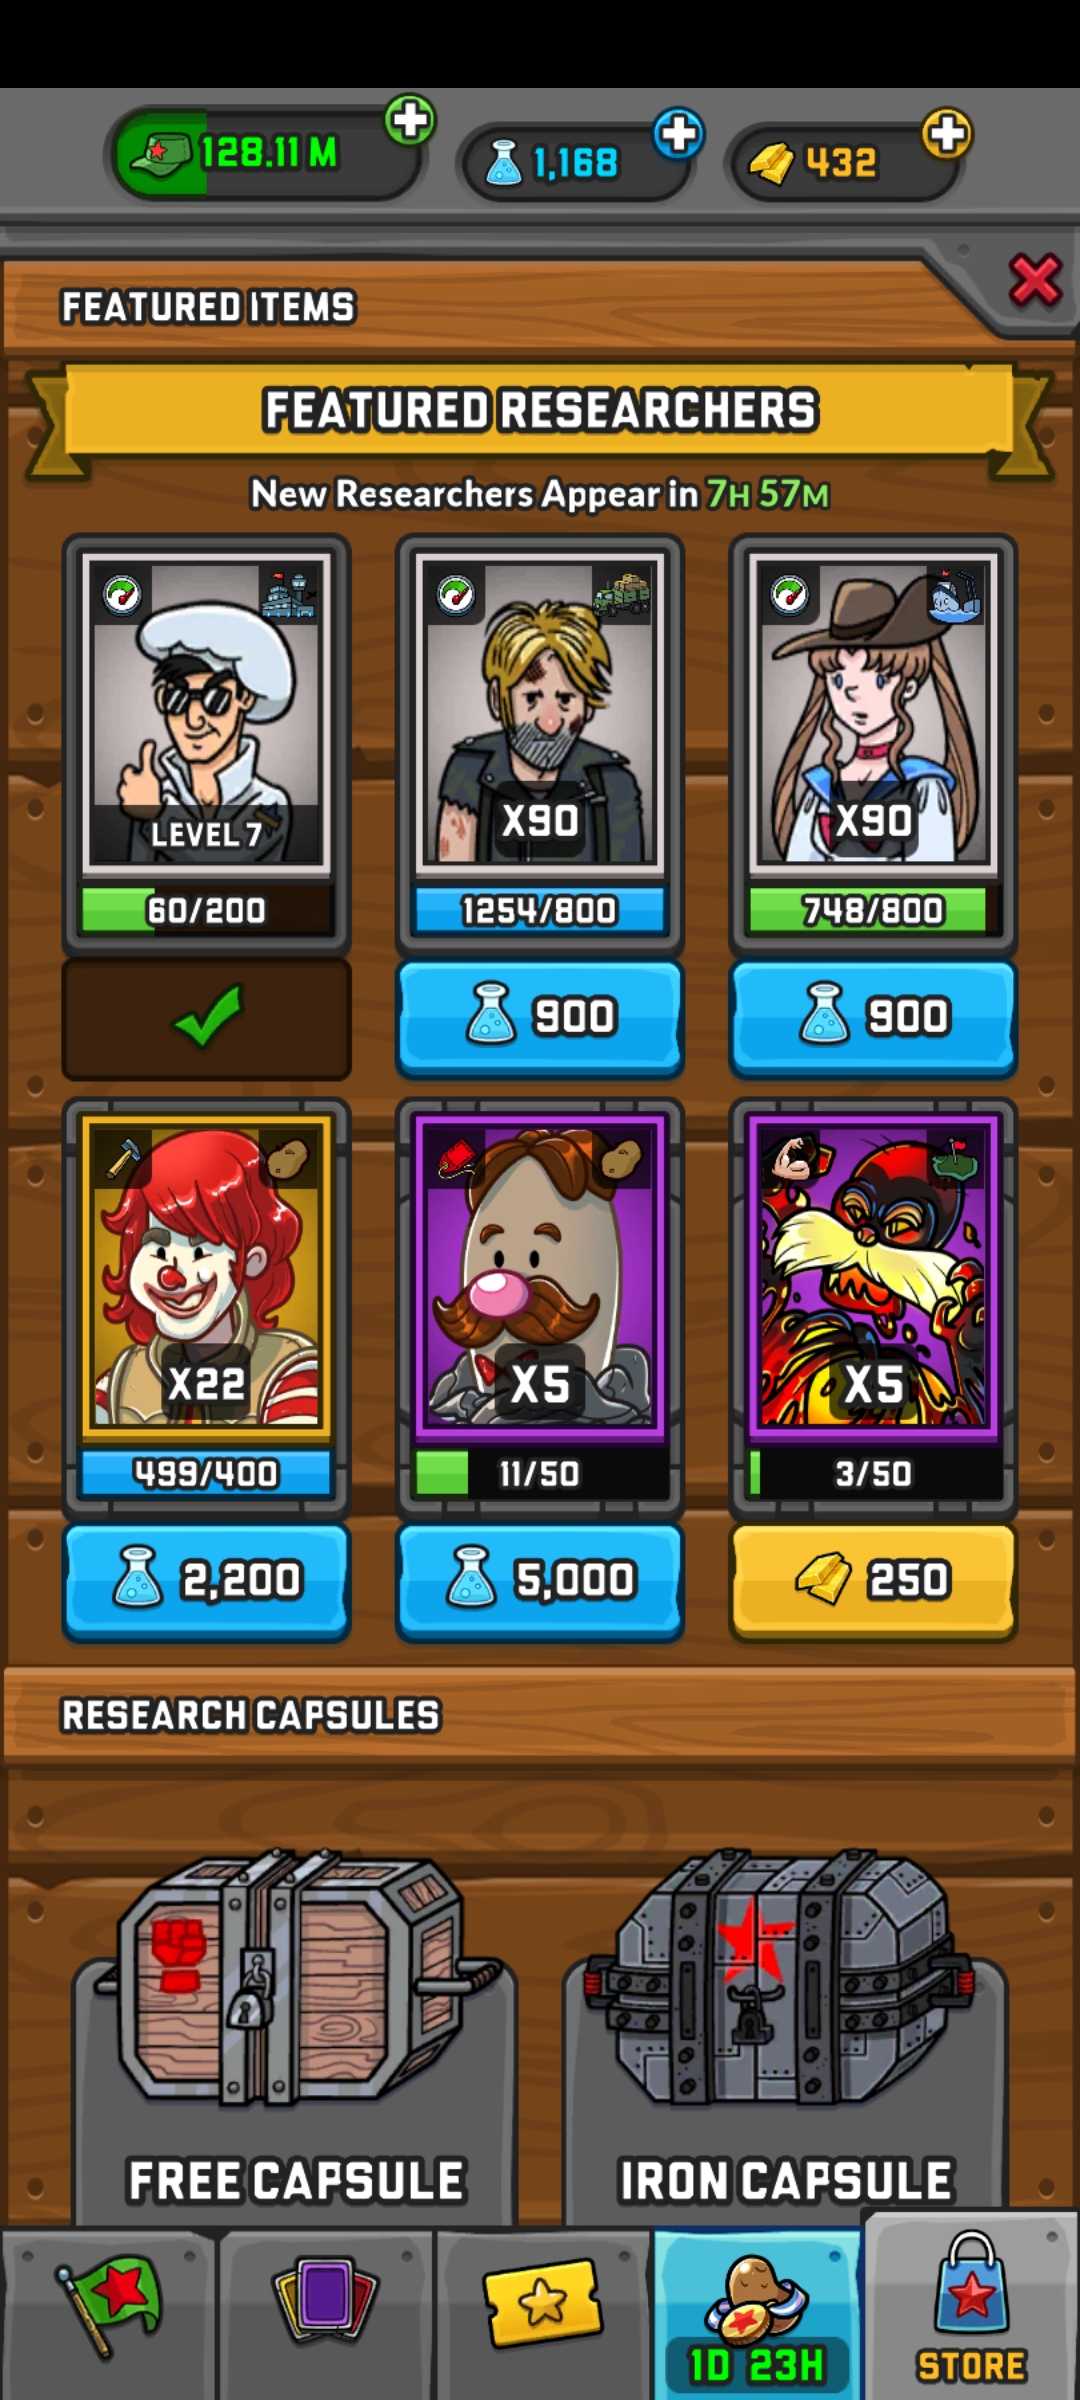 128.11 M
1,168
432
FEATURED ITEMS
FEATURED RESEARCHERS
New Researchers Appear in 7H 57M
LEVEL 7
X90
X90
60/200
1254/800
748/800
900
900
X22
X5
X5
499/400
11/50
3/50
2,200
5,000
250
RESEARCH CAPSULES
FREE CAPSULE
IRON CAPSULE
1D 23H
STORE